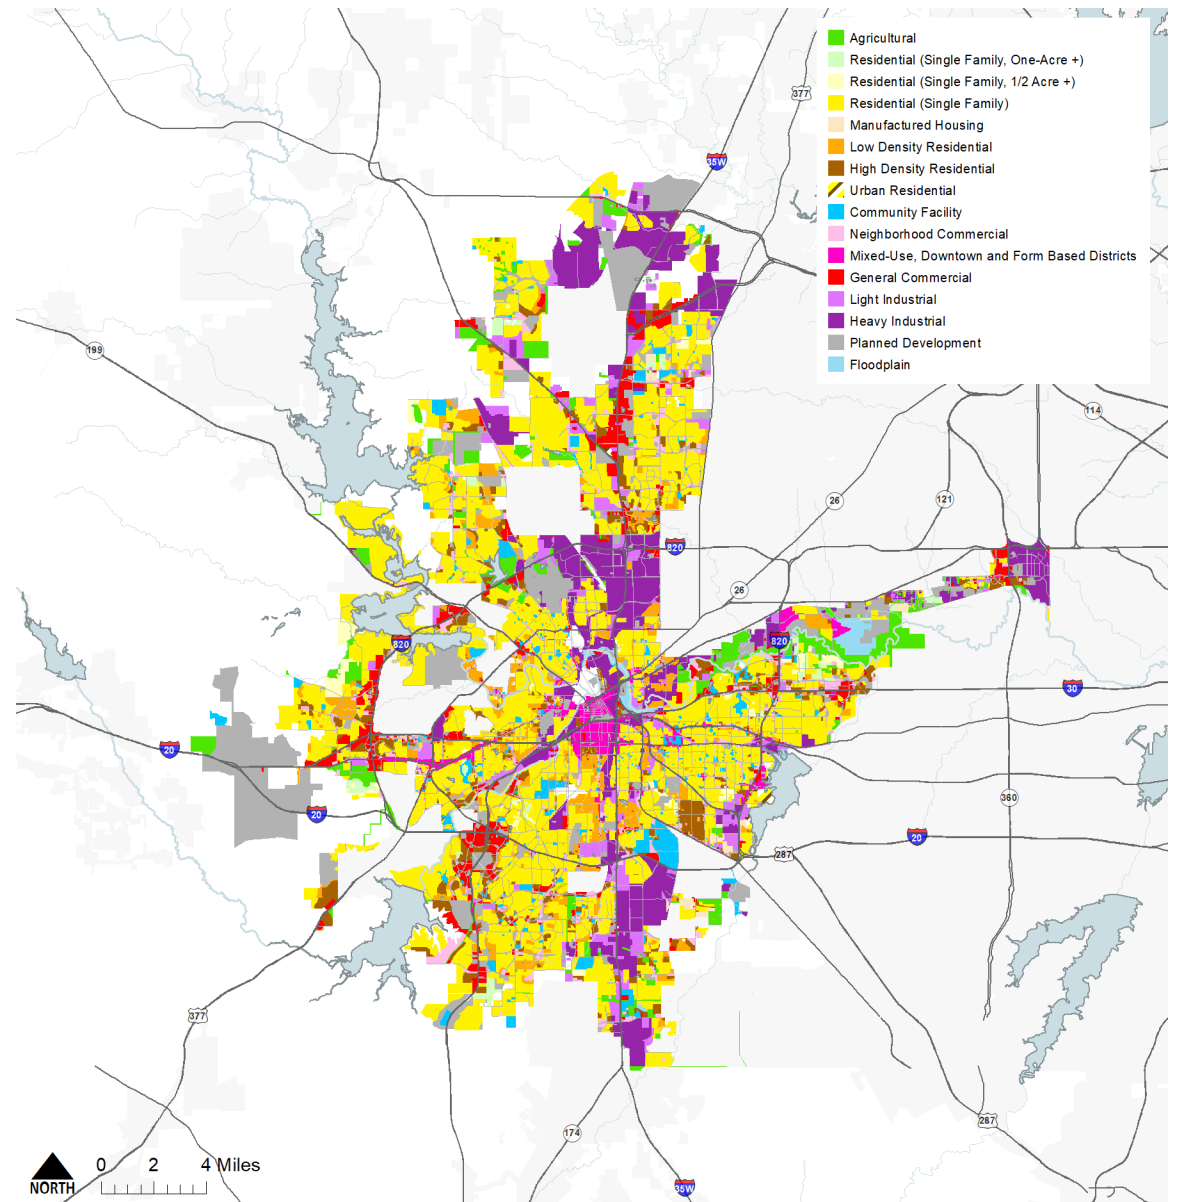 Agricultural
Residential (Single Family, One-Acre +)
Residential (Single Family, 1/2 Acre +)
Residential (Single Family)
Manufactured Housing
Low Density Residential
High Density Residential
Urban Residential
Community Facility
Neighborhood Commercial
Mixed-Use, Downtown and Form Based Districts
General Commercial
Light Industrial
Heavy Industrial
Planned Development
Floodplain
377
35W
199
114
26
121
820
26
820
820
30
20
20
360
20
287
377
287
174
35W
0 2 4 Miles
NORTH